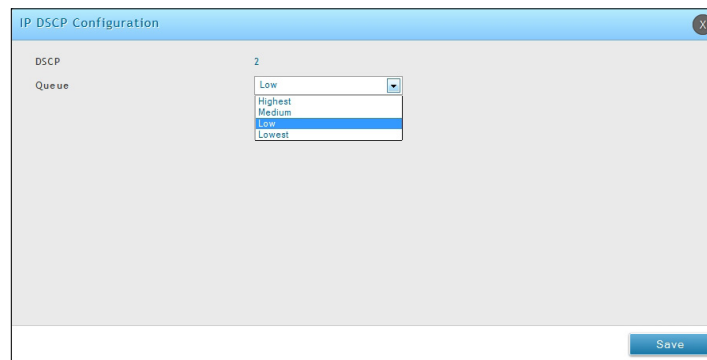 IP DSCP Configuration
X
DSCP 2
Queue Low
Highest
Medium
Low
Lowest
Save